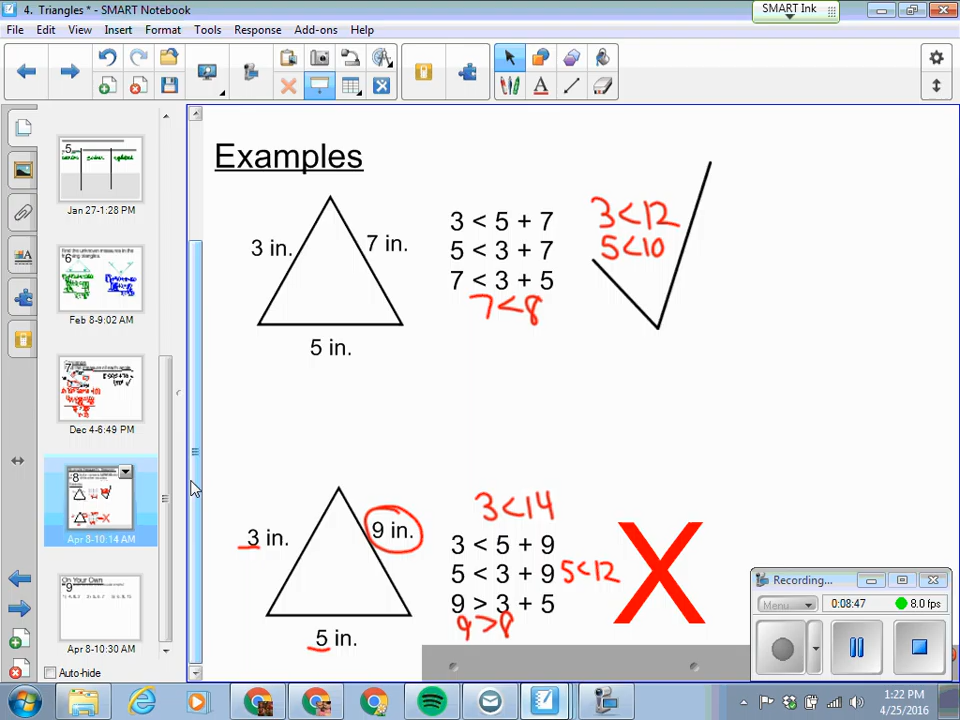 4. Triangles * - SMART Notebook
SMART Ink
File Edit View Insert Format Tools Response Add-ons Help
5
Jan 27-1:28 PM
6
Feb 8-9:02 AM
7
Dec 4-6:49 PM
8
Apr 8-10:14 AM
On Your Own
9
Apr 8-10:30 AM
Auto-hide
Examples
3 in.
7 in.
5 in.
3 < 5 + 7
5 < 3 + 7
7 < 3 + 5
7<8
3<12
5<10
3 in.
9 in.
5 in.
3<14
3 < 5 + 9
5 < 3 + 9 5<12
9 > 3 + 5
9>8
X
Recording...
Menu
0:08:47
8.0 fps
1:22 PM
4/25/2016